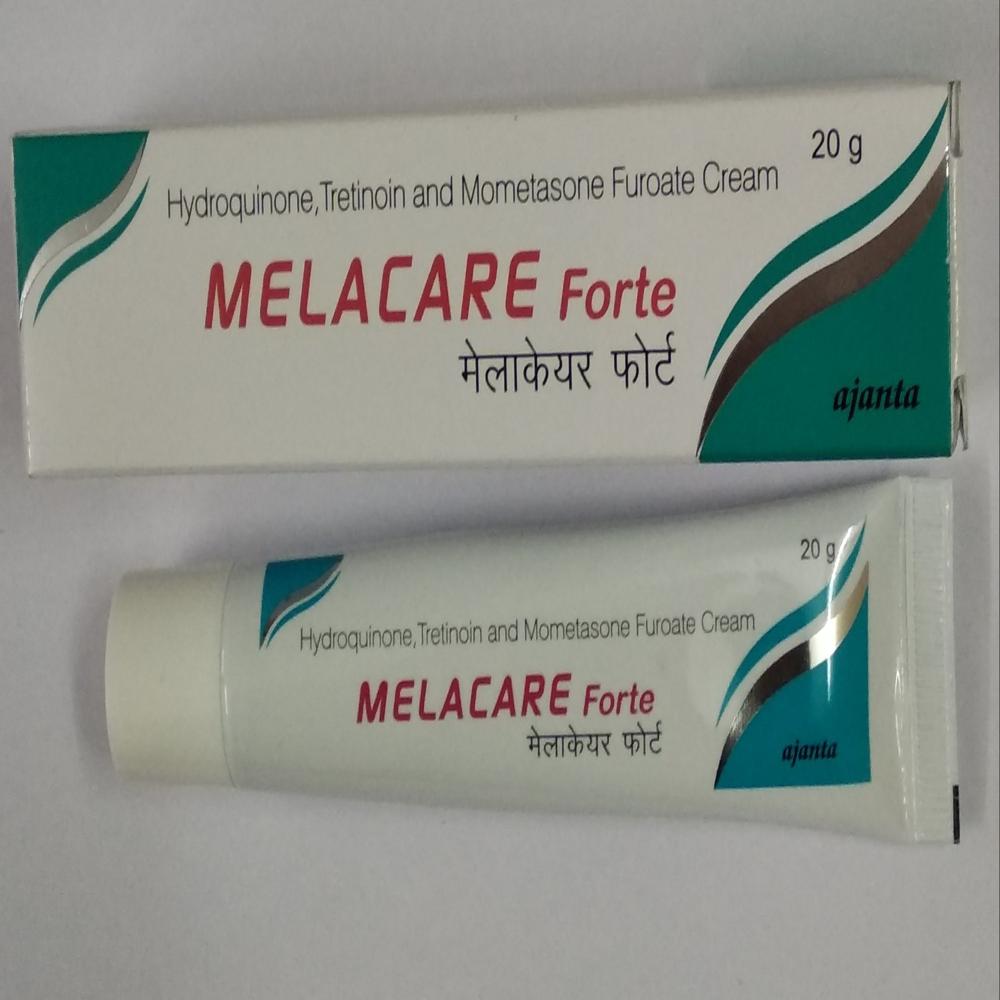 20 g
Hydroquinone,Tretinoin and Mometasone Furoate Cream
MELACARE Forte
मेलाकेयर फोर्ट
ajanta
20 g
Hydroquinone,Tretinoin and Mometasone Furoate Cream
MELACARE Forte
मेलाकेयर फोर्ट
ajanta